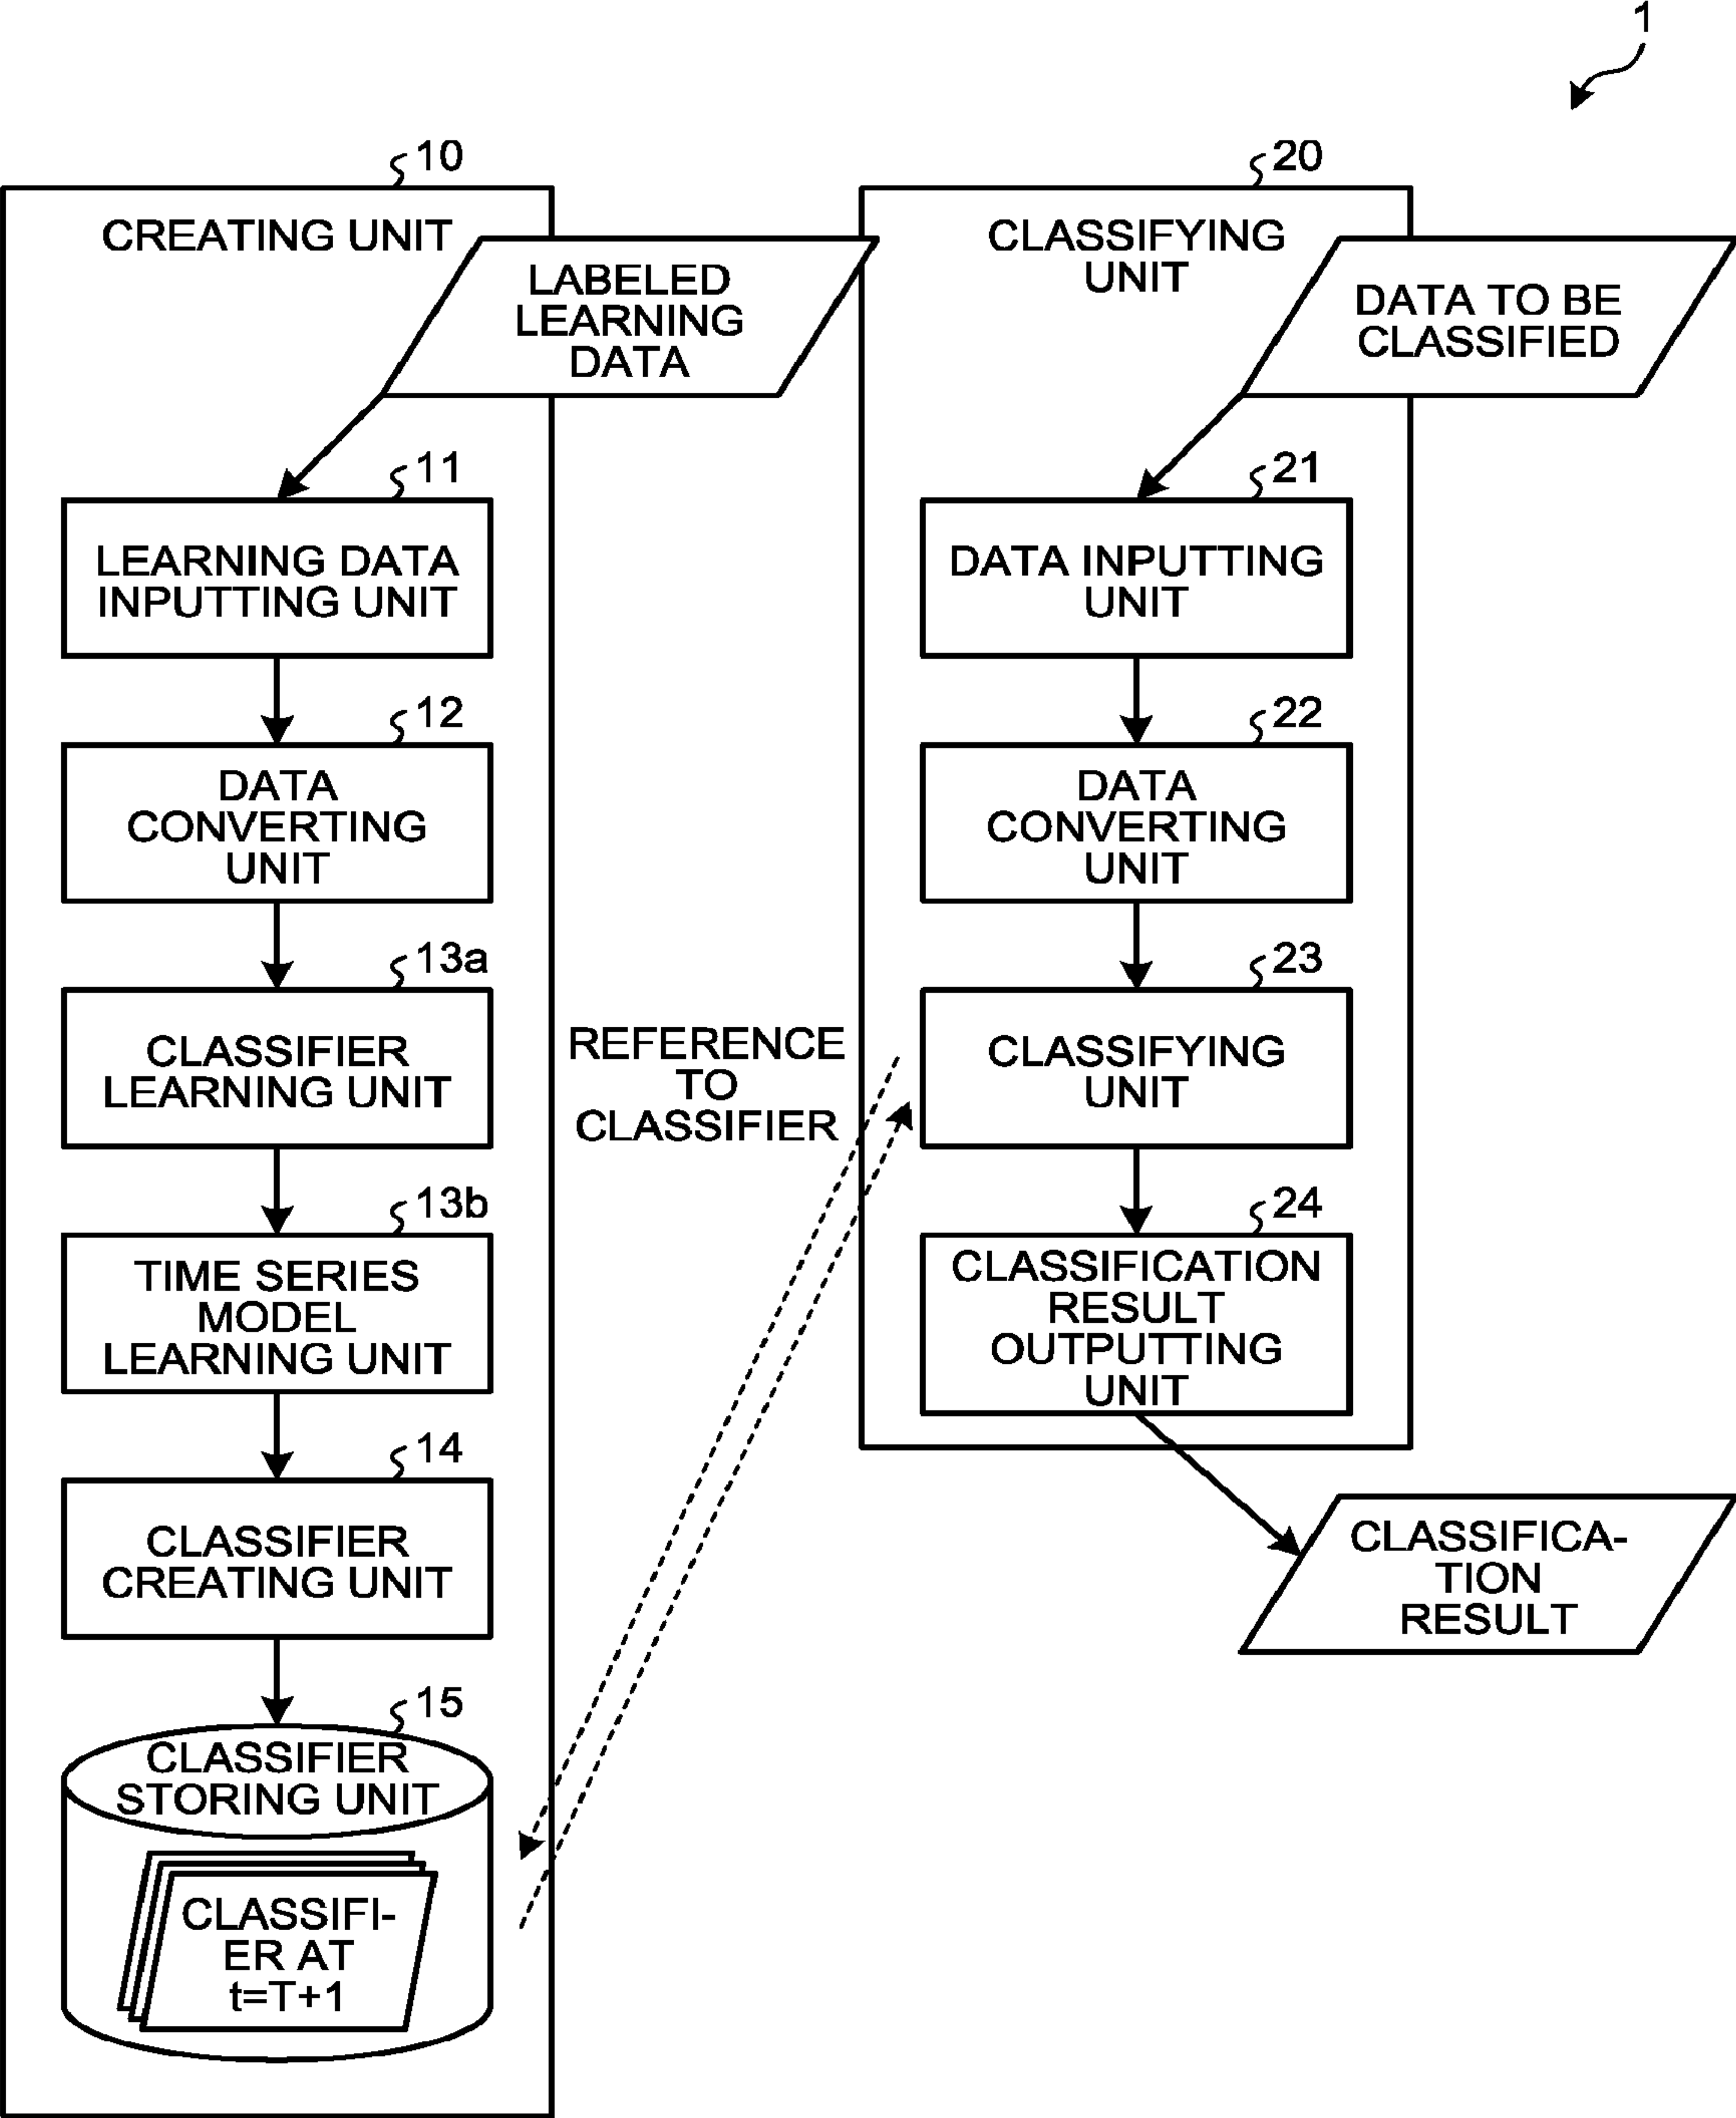 1
10
CREATING UNIT
LABELED
LEARNING
DATA
11
LEARNING DATA
INPUTTING UNIT
12
DATA
CONVERTING
UNIT
13a
CLASSIFIER
LEARNING UNIT
13b
TIME SERIES
MODEL
LEARNING UNIT
14
CLASSIFIER
CREATING UNIT
15
CLASSIFIER
STORING UNIT
CLASSIFI-
ER AT
t=T+1
REFERENCE
TO
CLASSIFIER
20
CLASSIFYING
UNIT
DATA TO BE
CLASSIFIED
21
DATA INPUTTING
UNIT
22
DATA
CONVERTING
UNIT
23
CLASSIFYING
UNIT
24
CLASSIFICATION
RESULT
OUTPUTTING
UNIT
CLASSIFICA-
TION
RESULT